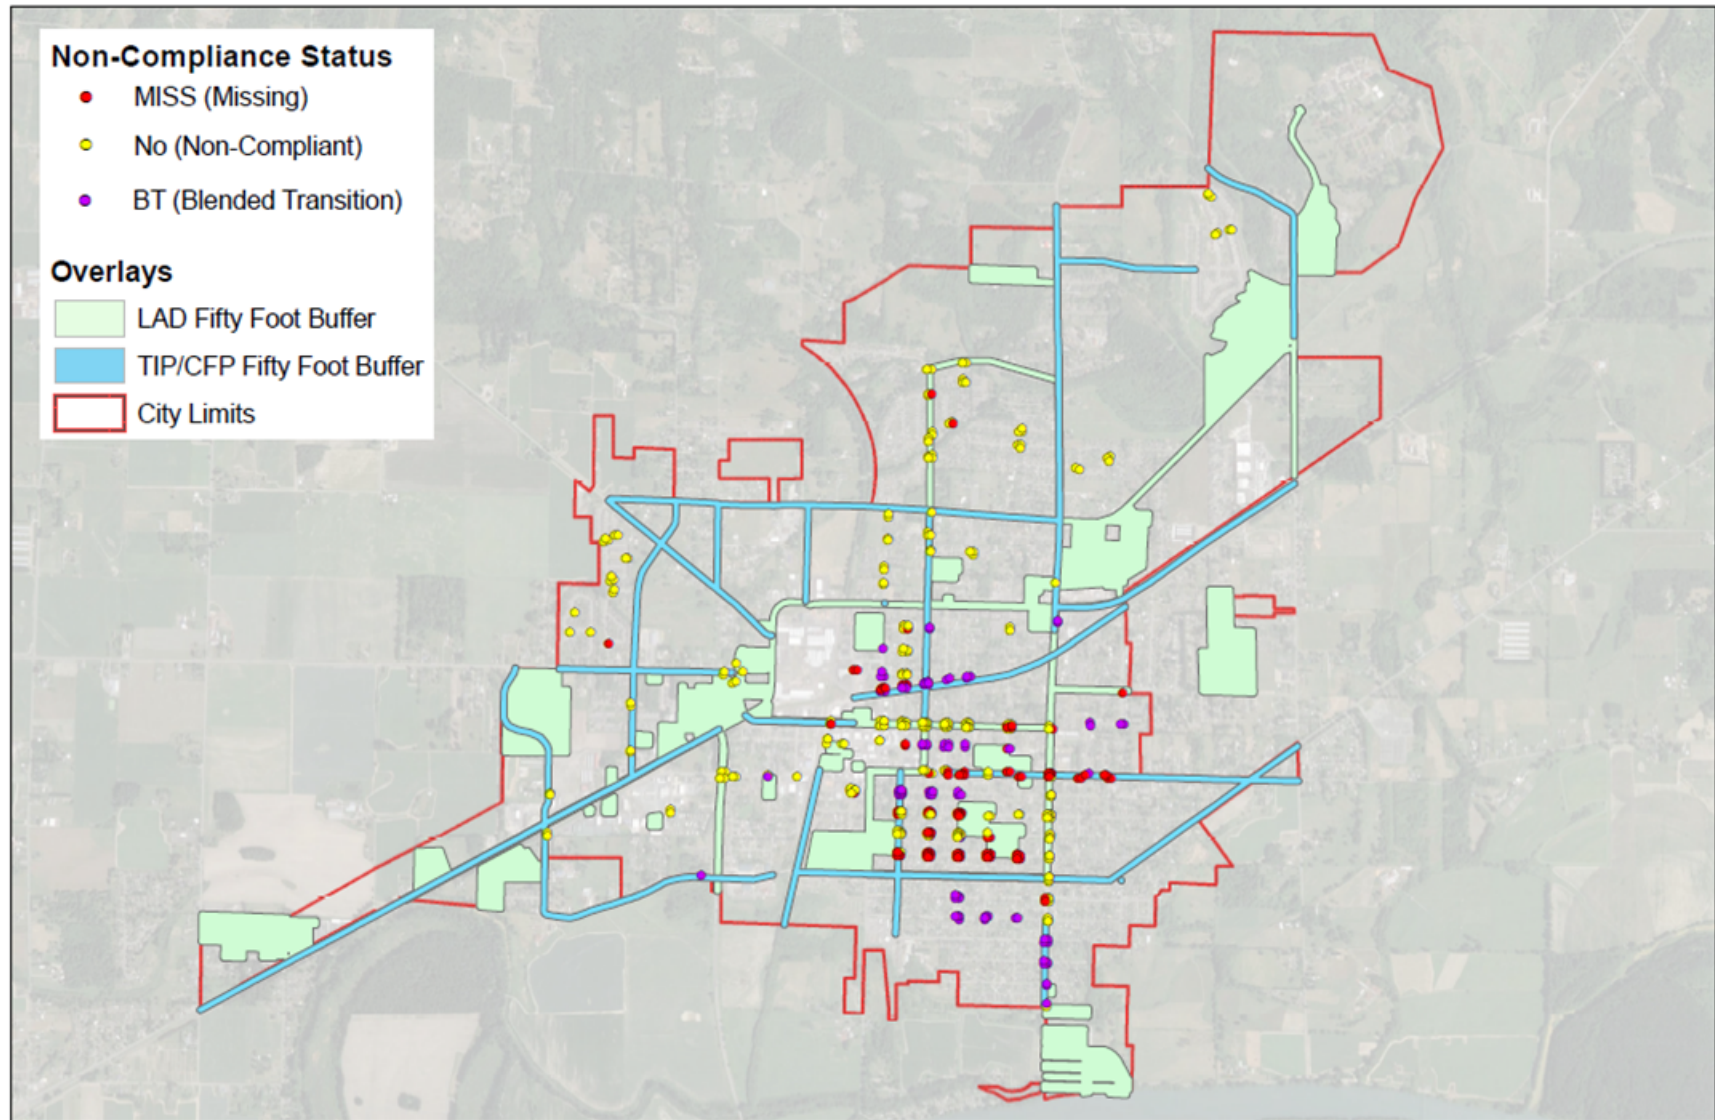 Non-Compliance Status
MISS (Missing)
No (Non-Compliant)
BT (Blended Transition)
Overlays
LAD Fifty Foot Buffer
TIP/CFP Fifty Foot Buffer
City Limits